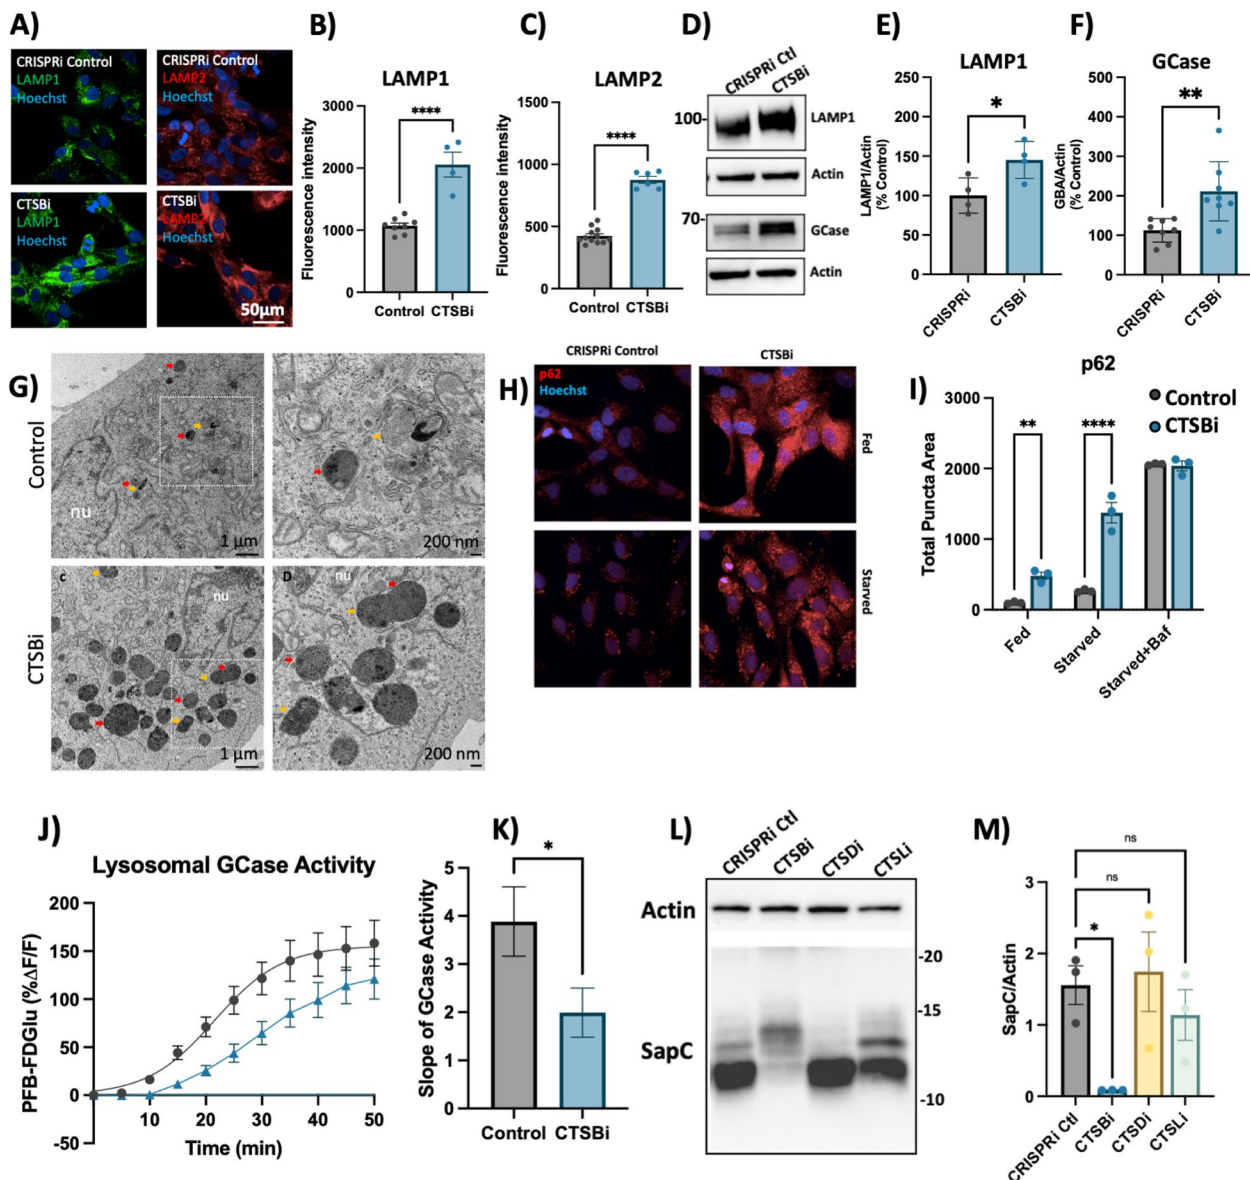 A)
CRISPRi Control
LAMP1
Hoechst
CRISPRi Control
LAMP2
Hoechst
CTSBi
LAMP1
Hoechst
CTSBi
LAMP2
Hoechst
50μm
B)
LAMP1
Fluorescence intensity
3000
2000
1000
0
****
Control
CTSBi
C)
LAMP2
Fluorescence intensity
1500
1000
500
0
****
Control
CTSBi
D)
CRISPRi Ctl
CTSBi
100-
LAMP1
Actin
70-
GCase
Actin
E)
LAMP1
LAMP1/Actin
(% Control)
250
200
150
100
50
0
*
CRISPRi
CTSBi
F)
GCase
GBA/Actin
(% Control)
500
400
300
200
100
0
**
CRISPRi
CTSBi
G)
Control
nu
1 μm
200 nm
CTSBi
c
nu
1 μm
D
nu
200 nm
H)
CRISPRi Control
CTSBi
p62
Hoechst
Fed
Starved
I)
p62
Control
CTSBi
Total Puncta Area
3000
2000
1000
0
**
****
Fed
Starved
Starved+Baf
J)
Lysosomal GCase Activity
PFB-FDGlu (%ΔF/F)
200
150
100
50
0
-50
10
20
30
40
50
Time (min)
K)
Slope of GCase Activity
5
4
3
2
1
0
*
Control
CTSBi
L)
CRISPRi Ctl
CTSBi
CTSDi
CTSLi
Actin
SapC
-20
-15
-10
M)
SapC/Actin
3
2
1
0
ns
ns
*
CRISPRi Ctl
CTSBi
CTSDi
CTSLi